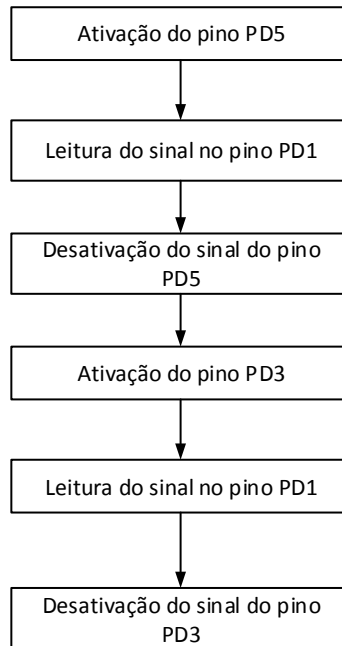 Ativação do pino PD5
Leitura do sinal no pino PD1
Desativação do sinal do pino
PD5
Ativação do pino PD3
Leitura do sinal no pino PD1
Desativação do sinal do pino
PD3